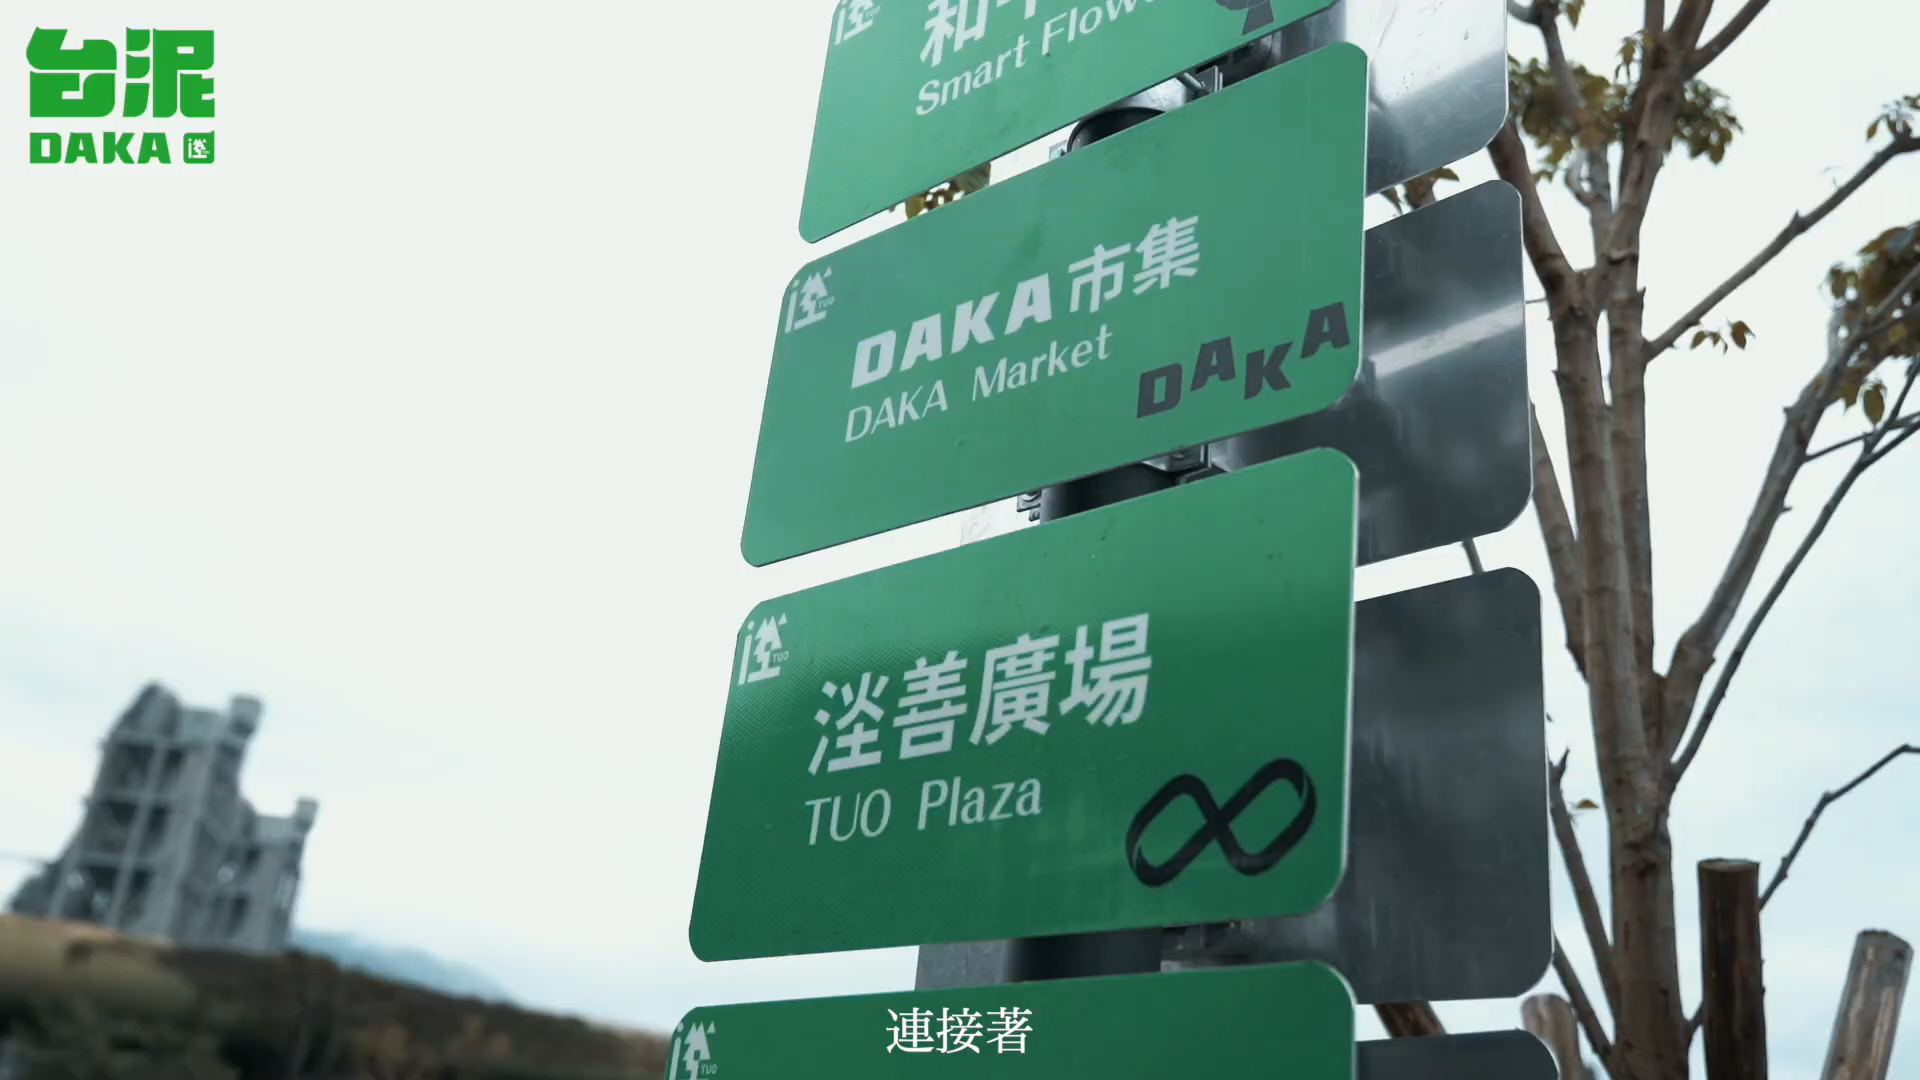 台泥
DAKA
Smart Flow
DAKA市集
DAKA Market
DAKA
TUO
善廣場
TUO Plaza
TUO
TUO
連接著